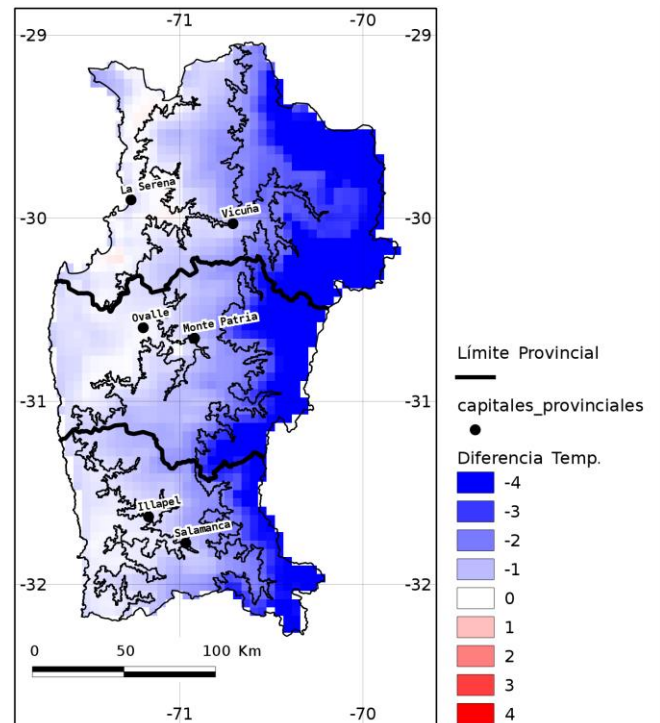 -71 -70
-29 -29
La Serena
-30 Vicuña -30
Ovalle
Monte Patria
-31 -31
Illapel
Salamanca
-32 -32
0 50 100 Km
-71 -70
Límite Provincial
capitales_provinciales
Diferencia Temp.
-4
-3
-2
-1
0
1
2
3
4